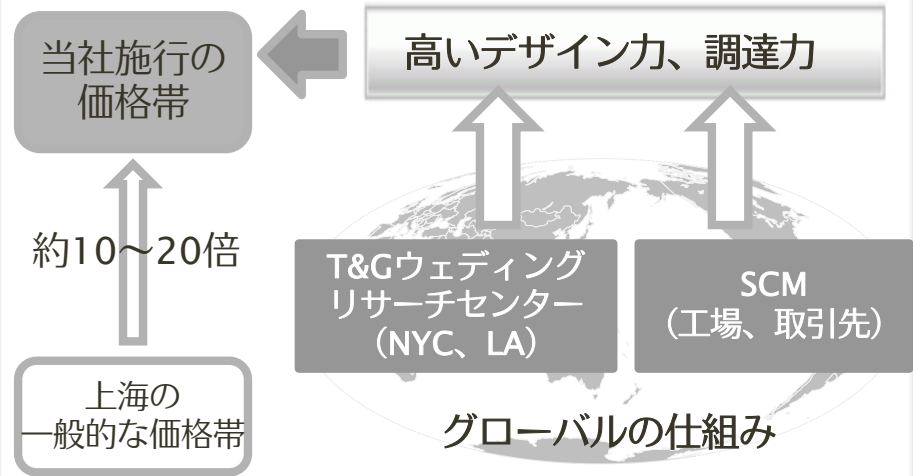 当社施行の
価格帯
高いデザイン力、調達力
約10～20倍
T&Gウェディング
リサーチセンター
（NYC、LA）
SCM
（工場、取引先）
上海の
一般的な価格帯
グローバルの仕組み